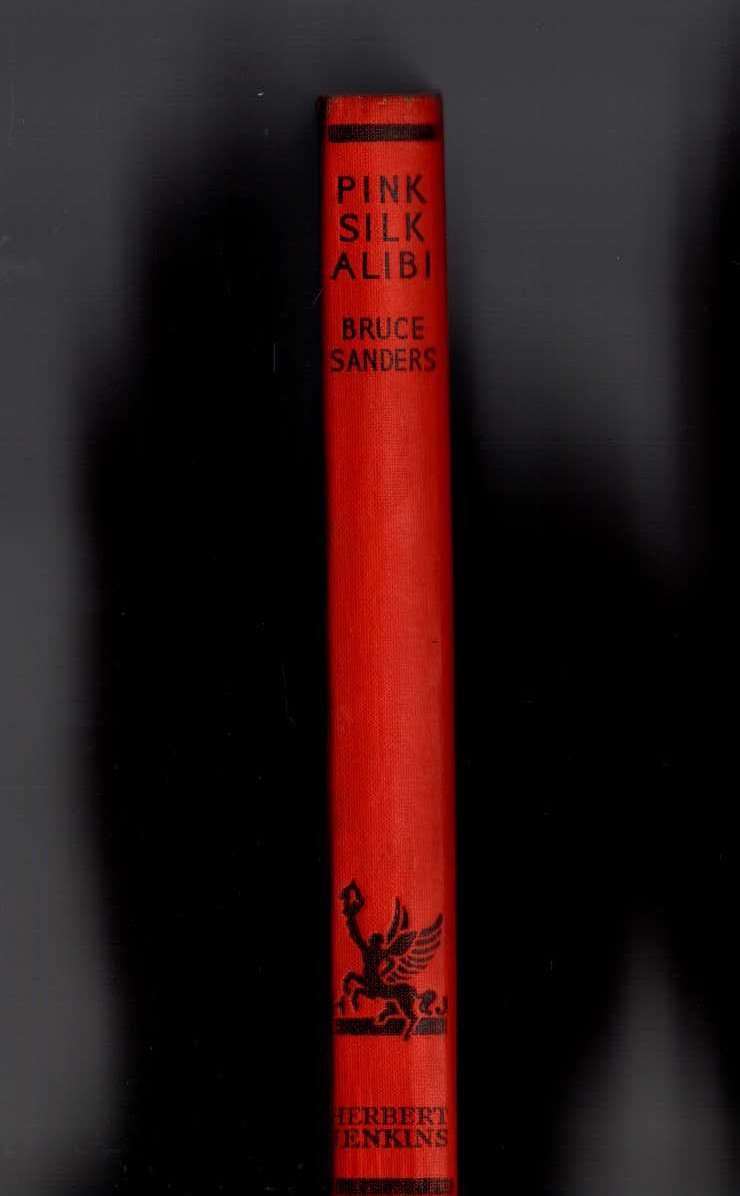 PINK
SILK
ALIBI
BRUCE
SANDERS
HERBERT
JENKINS